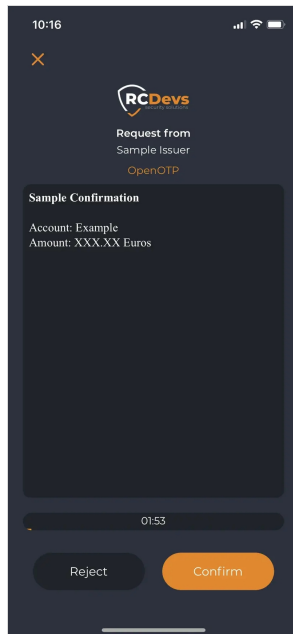 10:16
RCDevs
security solutions
Request from
Sample Issuer
OpenOTP
Sample Confirmation
Account: Example
Amount: XXX.XX Euros
01:53
Reject
Confirm